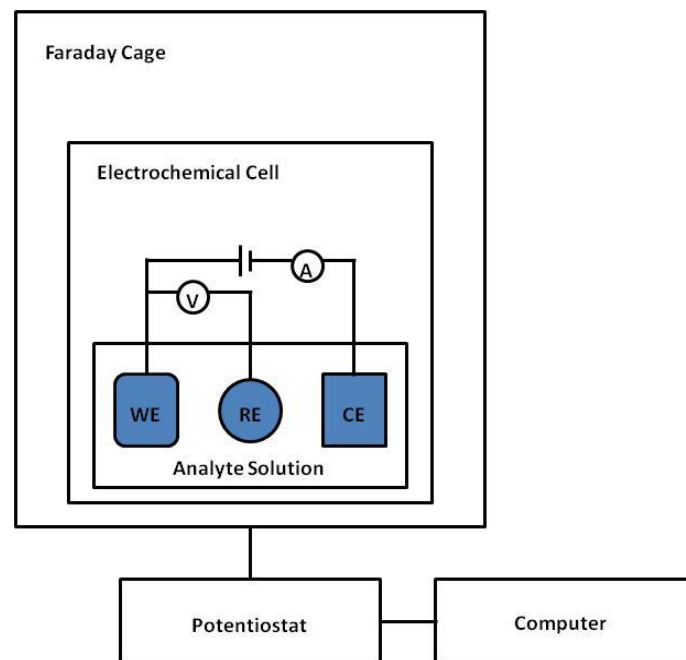 Faraday Cage
Electrochemical Cell
A
V
WE
RE
CE
Analyte Solution
Potentiostat
Computer